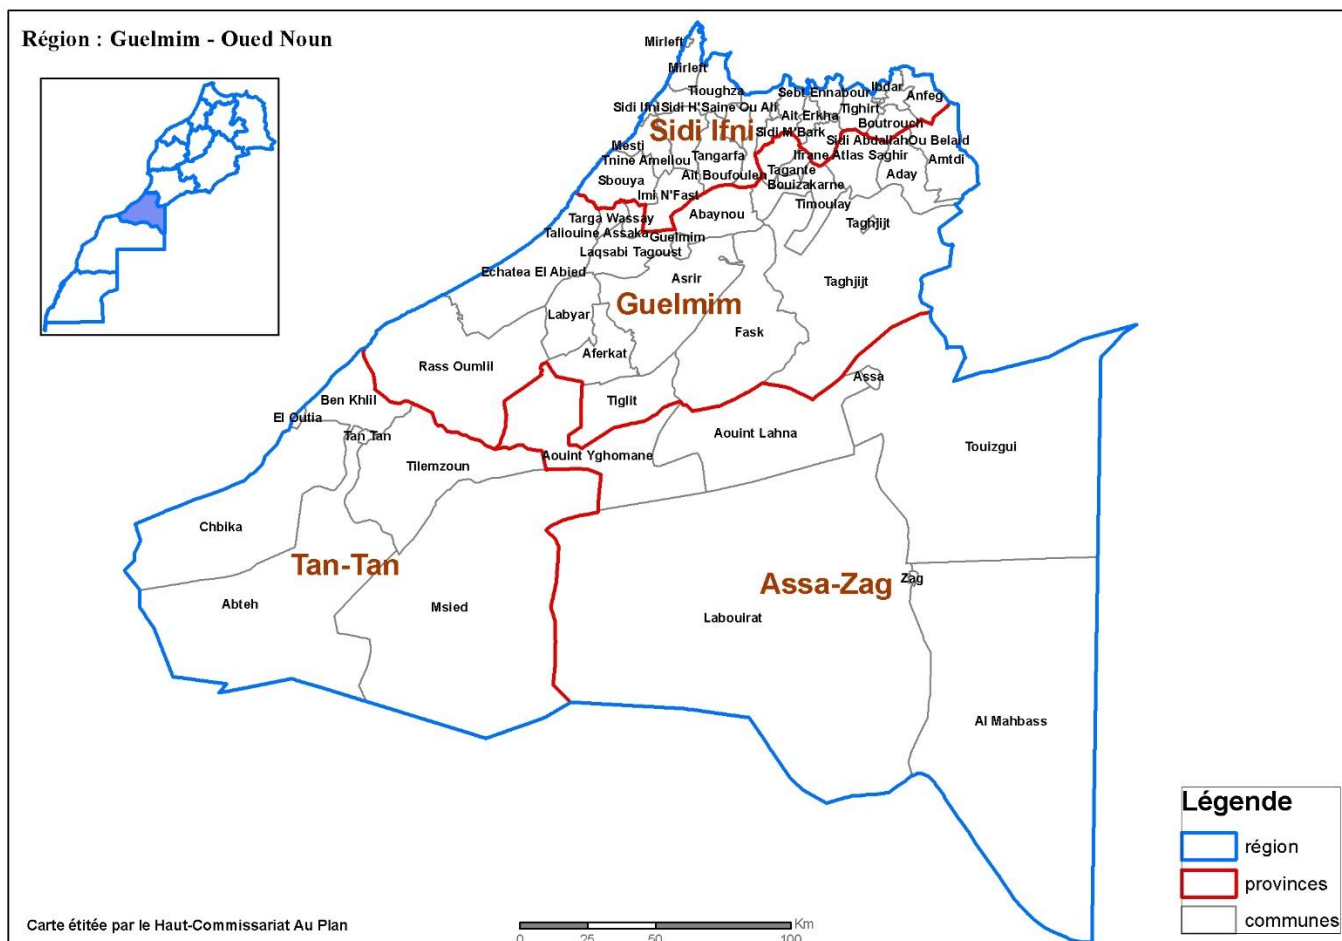 Région : Guelmim - Oued Noun
Mirleft
Mirleft
Tioughza
Sebt Ennabour
Ibdar
Anfeg
Sidi Ifni
Sidi H'Saine Ou Ali
Ait Erkha
Tighirt
Boutrouch
Sidi Ifni
Sidi M'Bark
Sidi Abdallah Ou Belaid
Mesti
Tnine Amellou
Tangarfa
Ifrane Atlas Saghir
Amtdi
Sbouya
Ait Boufoulen
Tagante
Aday
Bouizakarne
Imi N'Fast
Timoulay
Targa Wassay
Abaynou
Taghjijt
Taliouine Assaka
Guelmim
Laqsabi Tagoust
Echatea El Abied
Asrir
Taghjijt
Guelmim
Labyar
Fask
Aferkat
Rass Oumlil
Assa
Ben Khlil
Tiglit
El Outia
Tan Tan
Aouint Lahna
Touizgui
Aouint Yghomane
Tilemzoun
Chbika
Tan-Tan
Assa-Zag
Zag
Abteh
Msied
Labouirat
Al Mahbass
Légende
région
provinces
communes
Carte étitée par le Haut-Commissariat Au Plan
Km
0 25 50 100